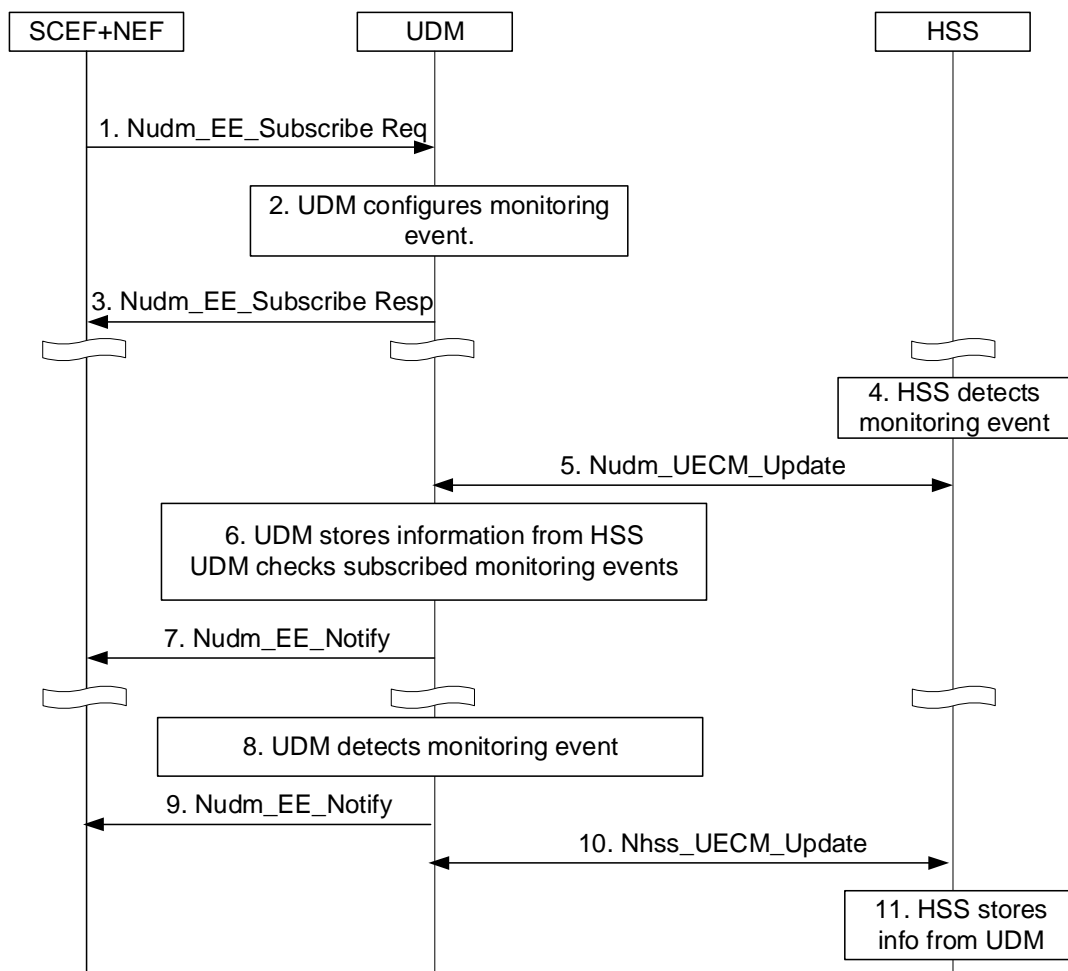 SCEF+NEF
UDM
HSS
1. Nudm_EE_Subscribe Req
2. UDM configures monitoring
event.
3. Nudm_EE_Subscribe Resp
4. HSS detects
monitoring event
5. Nudm_UECM_Update
6. UDM stores information from HSS
UDM checks subscribed monitoring events
7. Nudm_EE_Notify
8. UDM detects monitoring event
9. Nudm_EE_Notify
10. Nhss_UECM_Update
11. HSS stores
info from UDM